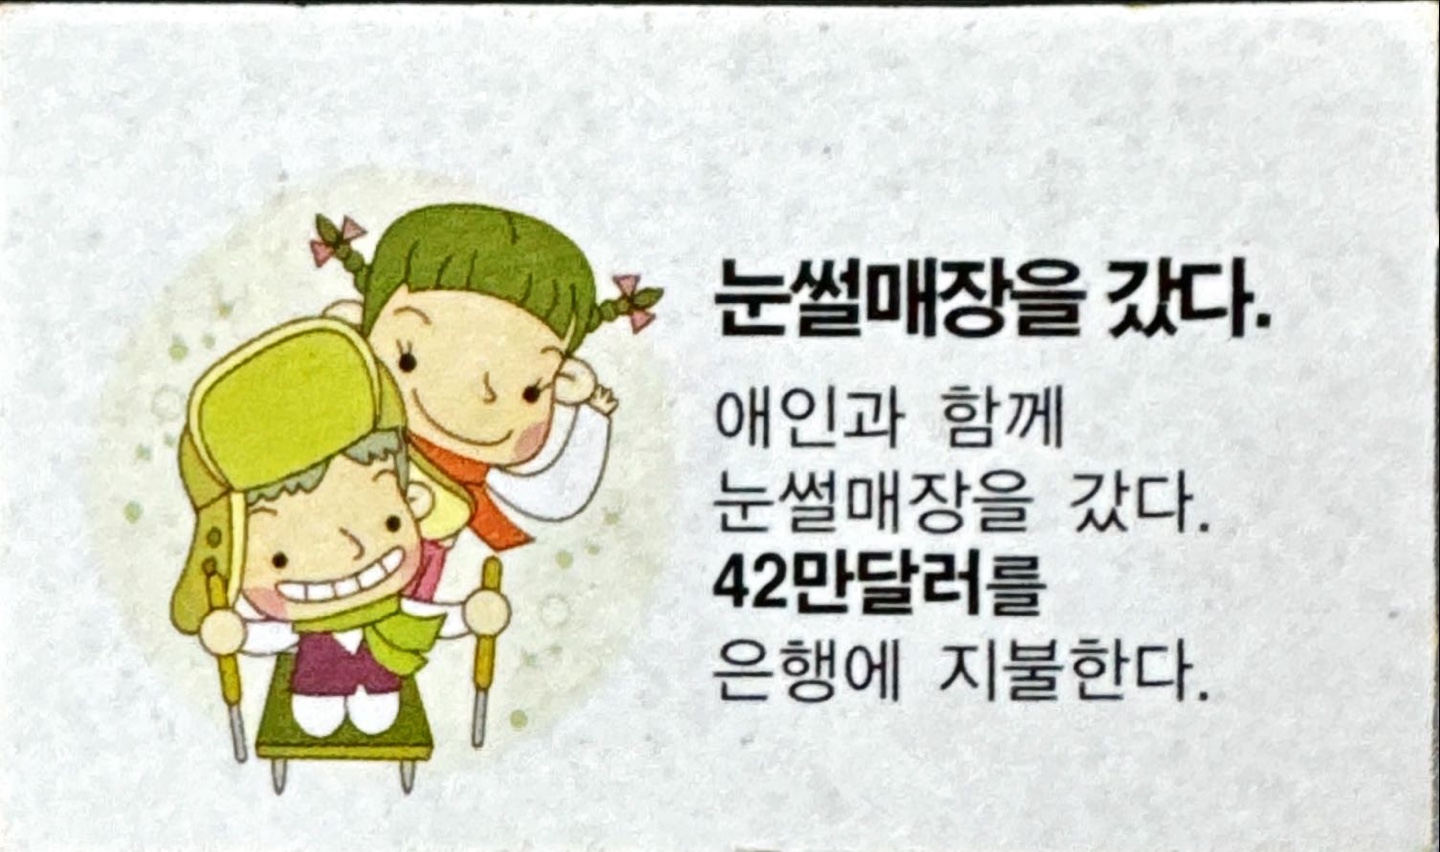 눈썰매장을 갔다.
애인과 함께
눈썰매장을 갔다.
42만달러를
은행에 지불한다.